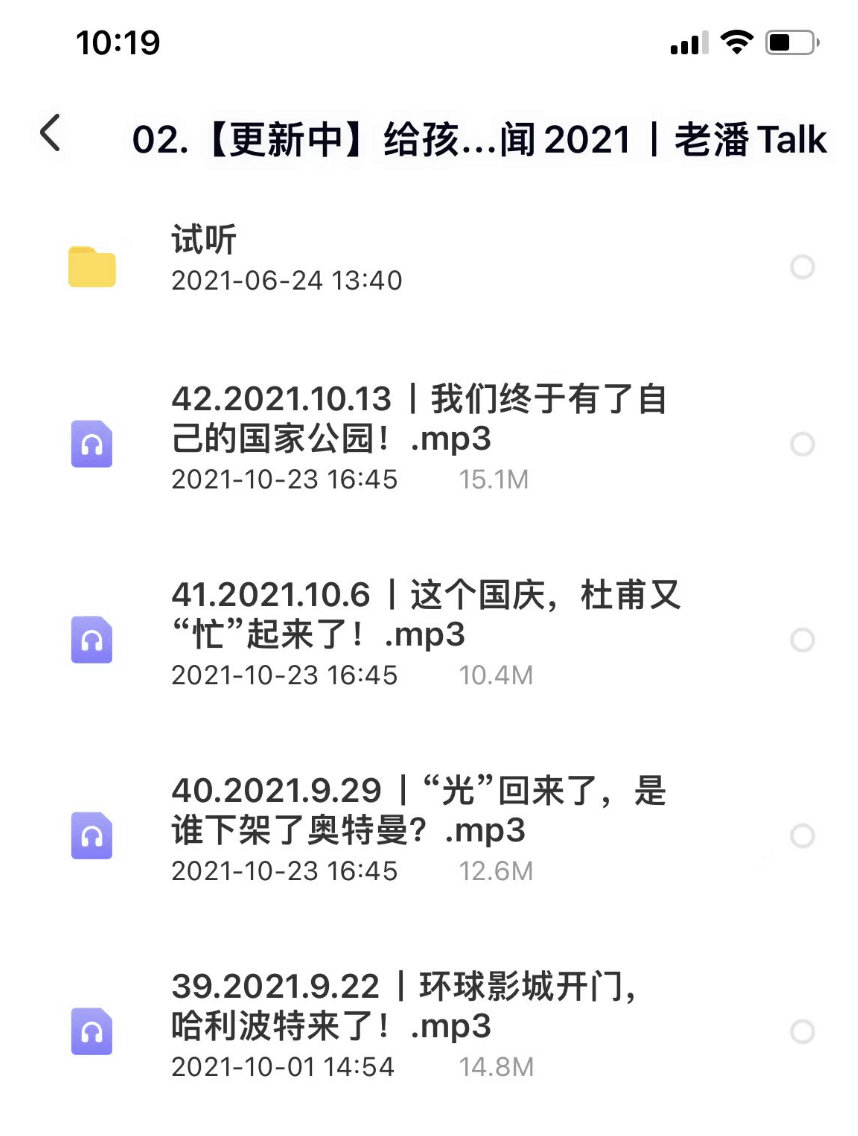 10:19
02.【更新中】给孩...闻2021丨老潘Talk
试听
2021-06-24 13:40
42.2021.10.13丨我们终于有了自
己的国家公园！.mp3
2021-10-23 16:45 15.1M
41.2021.10.6丨这个国庆，杜甫又
“忙”起来了！.mp3
2021-10-23 16:45 10.4M
40.2021.9.29丨“光”回来了，是
谁下架了奥特曼？.mp3
2021-10-23 16:45 12.6M
39.2021.9.22丨环球影城开门，
哈利波特来了！.mp3
2021-10-01 14:54 14.8M